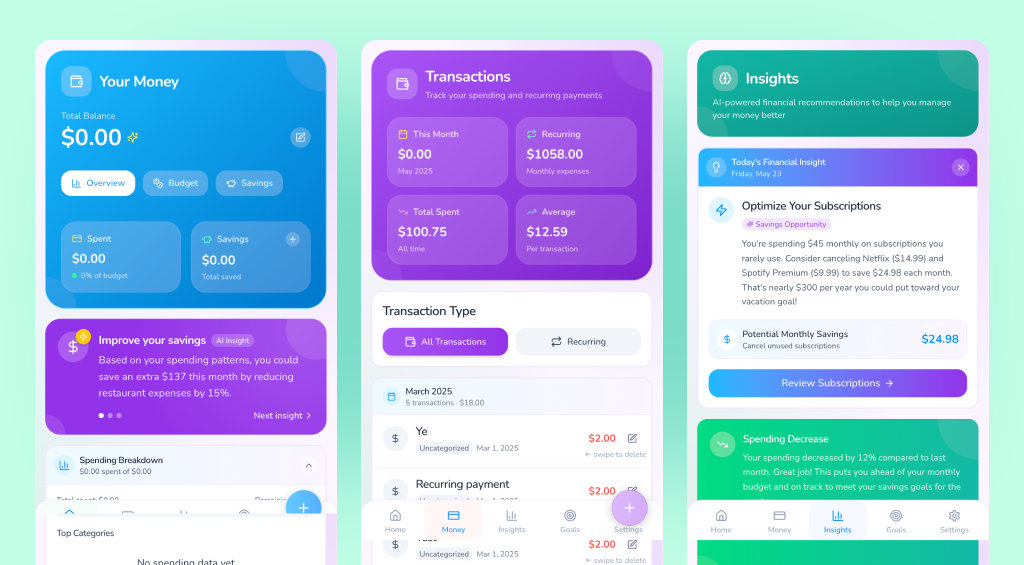 Your Money
Total Balance
$0.00
Overview
Budget
Savings
Spent
$0.00
0% of budget
Savings
$0.00
Total saved
Improve your savings
AI Insight
Based on your spending patterns, you could
save an extra $137 this month by reducing
restaurant expenses by 15%.
Next insight
Spending Breakdown
$0.00 spent of $0.00
Top Categories
No spending data yet
Transactions
Track your spending and recurring payments
This Month
$0.00
May 2025
Recurring
$1058.00
Monthly expenses
Total Spent
$100.75
All time
Average
$12.59
Per transaction
Transaction Type
All Transactions
Recurring
March 2025
5 transactions · $18.00
Ye
Uncategorized
Mar 1, 2025
$2.00
← swipe to delete
Recurring payment
$2.00
Home
Money
Insights
Goals
Settings
$2.00
Uncategorized
Mar 1, 2025
← swipe to delete
Insights
AI-powered financial recommendations to help you manage
your money better
Today's Financial Insight
Friday, May 23
Optimize Your Subscriptions
Savings Opportunity
You're spending $45 monthly on subscriptions you
rarely use. Consider canceling Netflix ($14.99) and
Spotify Premium ($9.99) to save $24.98 each month.
That's nearly $300 per year you could put toward your
vacation goal!
Potential Monthly Savings
Cancel unused subscriptions
$24.98
Review Subscriptions →
Spending Decrease
Your spending decreased by 12% compared to last
month. Great job! This puts you ahead of your monthly
budget and on track to meet your savings goals for the
Home
Money
Insights
Goals
Settings